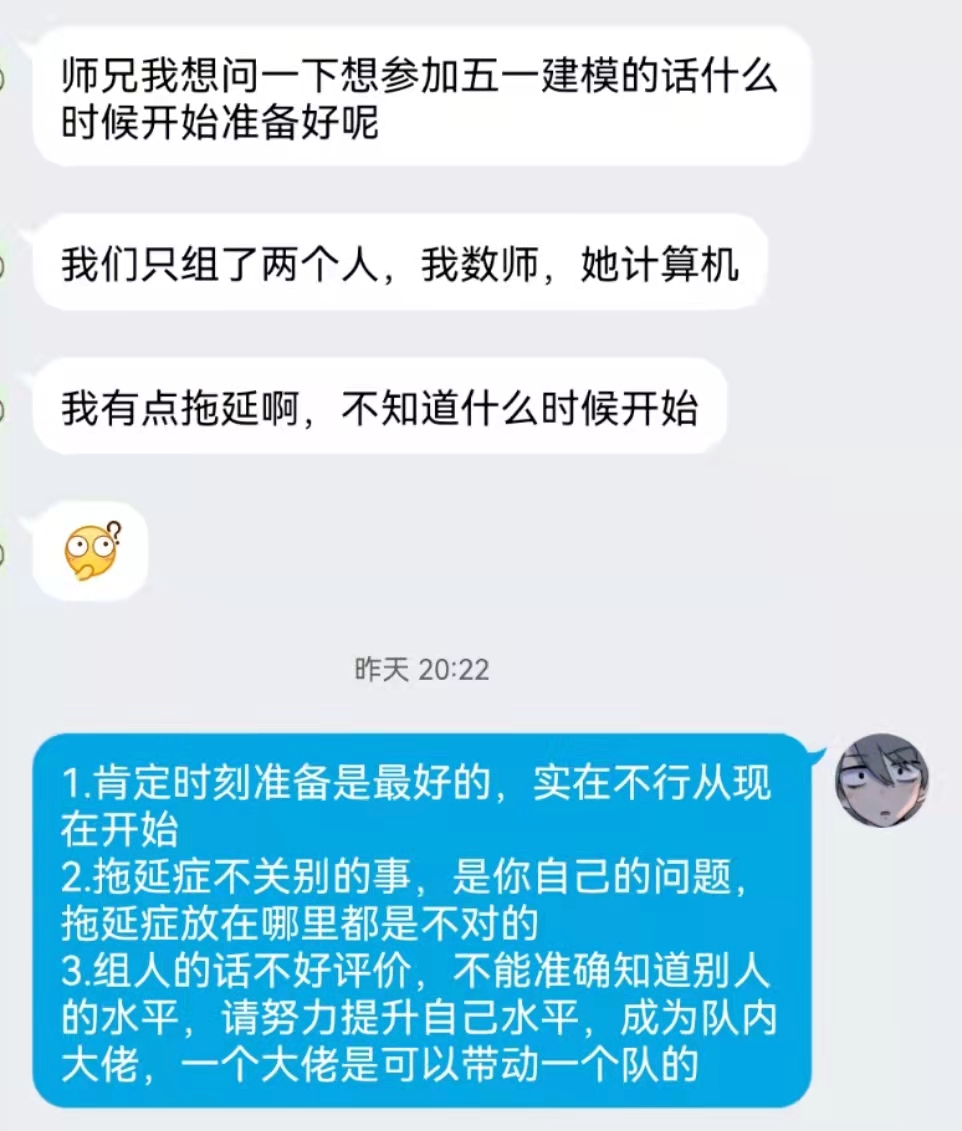 师兄我想问一下想参加五一建模的话什么
时候开始准备好呢
我们只组了两个人，我数师，她计算机
我有点拖延啊，不知道什么时候开始
昨天 20:22
1.肯定时刻准备是最好的，实在不行从现
在开始
2.拖延症不关别的事，是你自己的问题，
拖延症放在哪里都是不对的
3.组人的话不好评价，不能准确知道别人
的水平，请努力提升自己水平，成为队内
大佬，一个大佬是可以带动一个队的